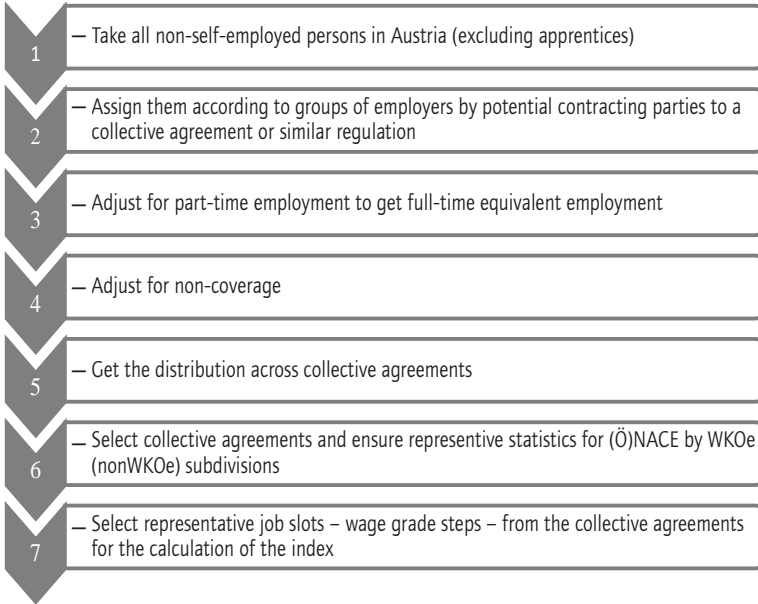 1
– Take all non-self-employed persons in Austria (excluding apprentices)
2
– Assign them according to groups of employers by potential contracting parties to a
collective agreement or similar regulation
3
– Adjust for part-time employment to get full-time equivalent employment
4
– Adjust for non-coverage
5
– Get the distribution across collective agreements
6
– Select collective agreements and ensure representive statistics for (Ö)NACE by WKOe
(nonWKOe) subdivisions
7
– Select representative job slots – wage grade steps – from the collective agreements
for the calculation of the index